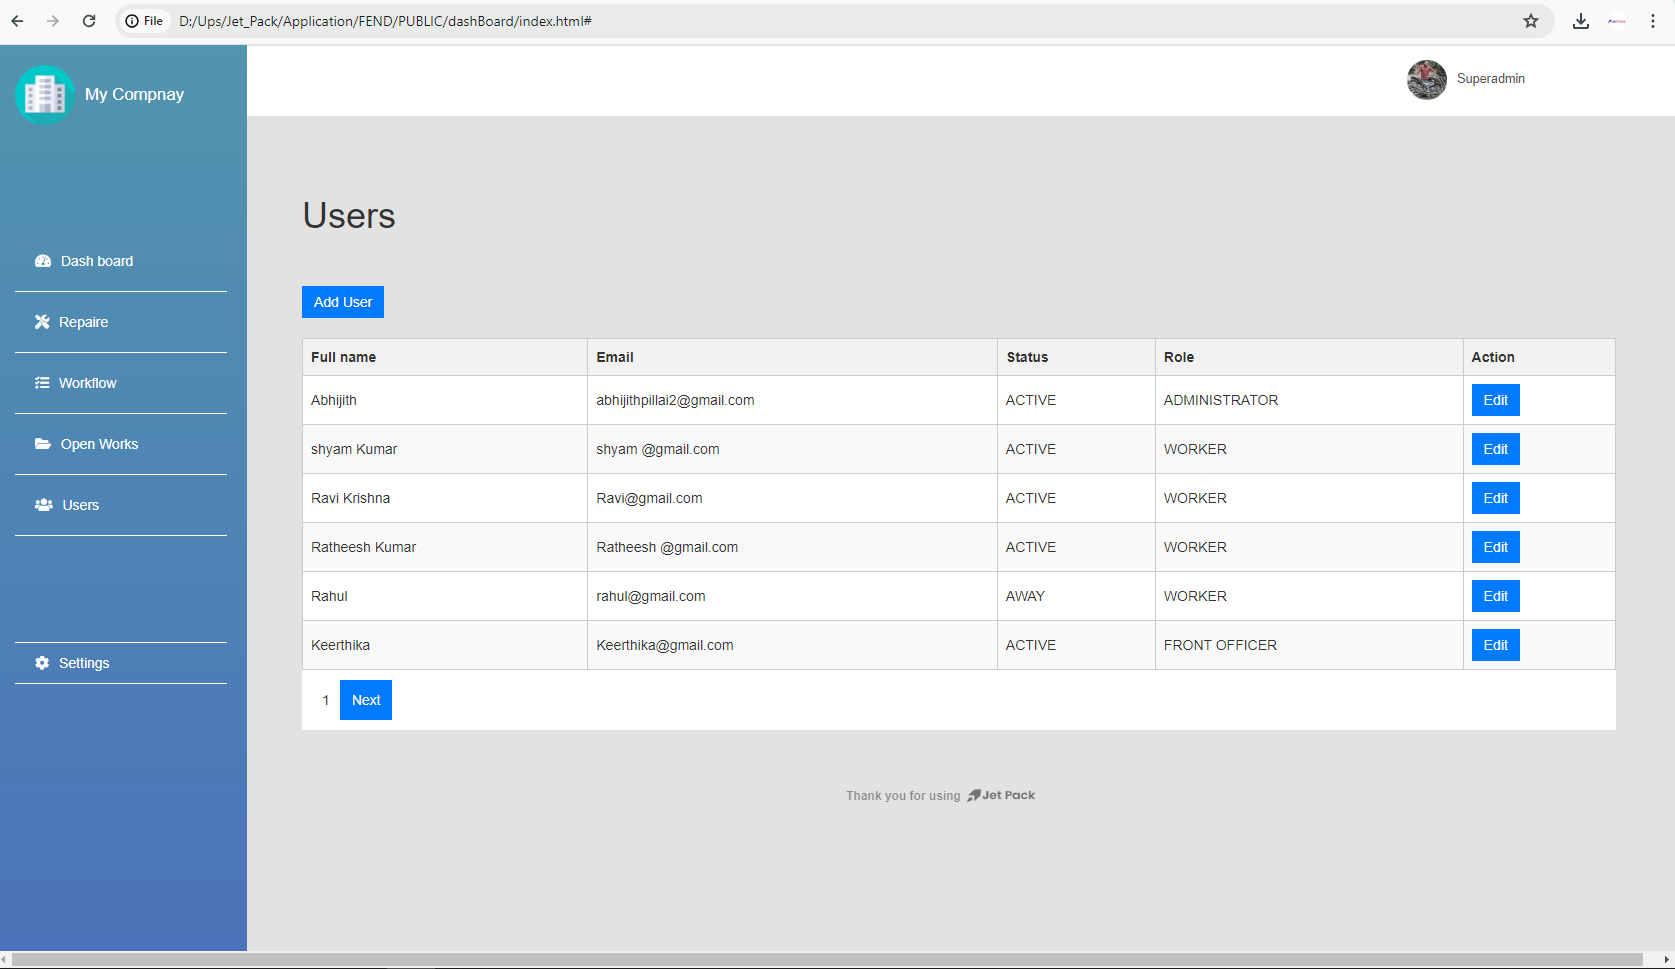 File D:/Ups/Jet_Pack/Application/FEND/PUBLIC/dashBoard/index.html#
My Compnay
Superadmin
Dash board
Repaire
Workflow
Open Works
Users
Settings
Users
Add User
Full name Email Status Role Action
Abhijith abhijithpillai2@gmail.com ACTIVE ADMINISTRATOR Edit
shyam Kumar shyam @gmail.com ACTIVE WORKER Edit
Ravi Krishna Ravi@gmail.com ACTIVE WORKER Edit
Ratheesh Kumar Ratheesh @gmail.com ACTIVE WORKER Edit
Rahul rahul@gmail.com AWAY WORKER Edit
Keerthika Keerthika@gmail.com ACTIVE FRONT OFFICER Edit
1 Next
Thank you for using Jet Pack